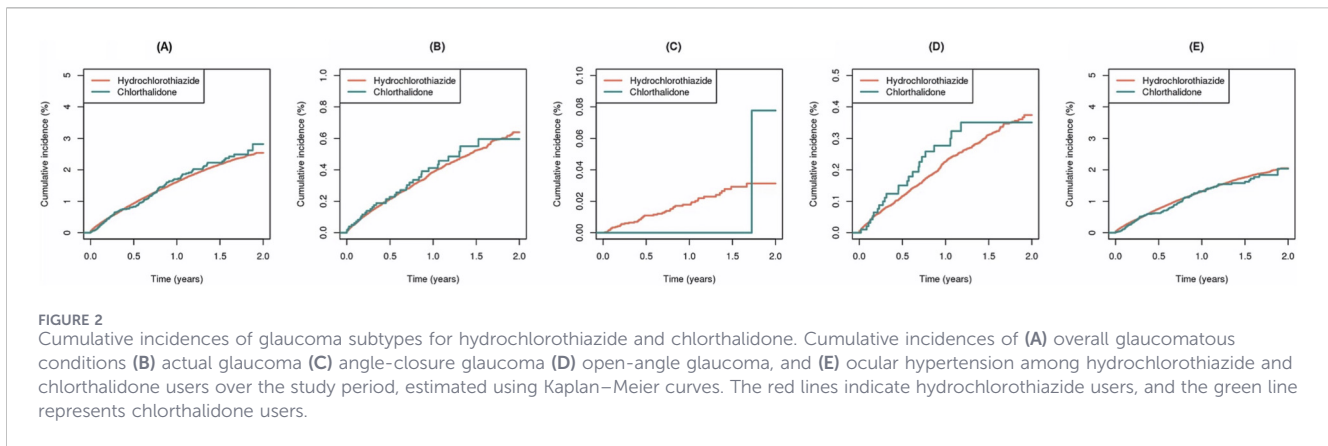 (A)
Cumulative incidence (%)
5
4
3
2
1
0
Hydrochlorothiazide
Chlorthalidone
0.0 0.5 1.0 1.5 2.0
Time (years)
(B)
Cumulative incidence (%)
1.0
0.8
0.6
0.4
0.2
0.0
Hydrochlorothiazide
Chlorthalidone
0.0 0.5 1.0 1.5 2.0
Time (years)
(C)
Cumulative incidence (%)
0.10
0.08
0.06
0.04
0.02
0.00
Hydrochlorothiazide
Chlorthalidone
0.0 0.5 1.0 1.5 2.0
Time (years)
(D)
Cumulative incidence (%)
0.5
0.4
0.3
0.2
0.1
0.0
Hydrochlorothiazide
Chlorthalidone
0.0 0.5 1.0 1.5 2.0
Time (years)
(E)
Cumulative incidence (%)
5
4
3
2
1
0
Hydrochlorothiazide
Chlorthalidone
0.0 0.5 1.0 1.5 2.0
Time (years)
FIGURE 2
Cumulative incidences of glaucoma subtypes for hydrochlorothiazide and chlorthalidone. Cumulative incidences of (A) overall glaucomatous
conditions (B) actual glaucoma (C) angle-closure glaucoma (D) open-angle glaucoma, and (E) ocular hypertension among hydrochlorothiazide and
chlorthalidone users over the study period, estimated using Kaplan–Meier curves. The red lines indicate hydrochlorothiazide users, and the green line
represents chlorthalidone users.